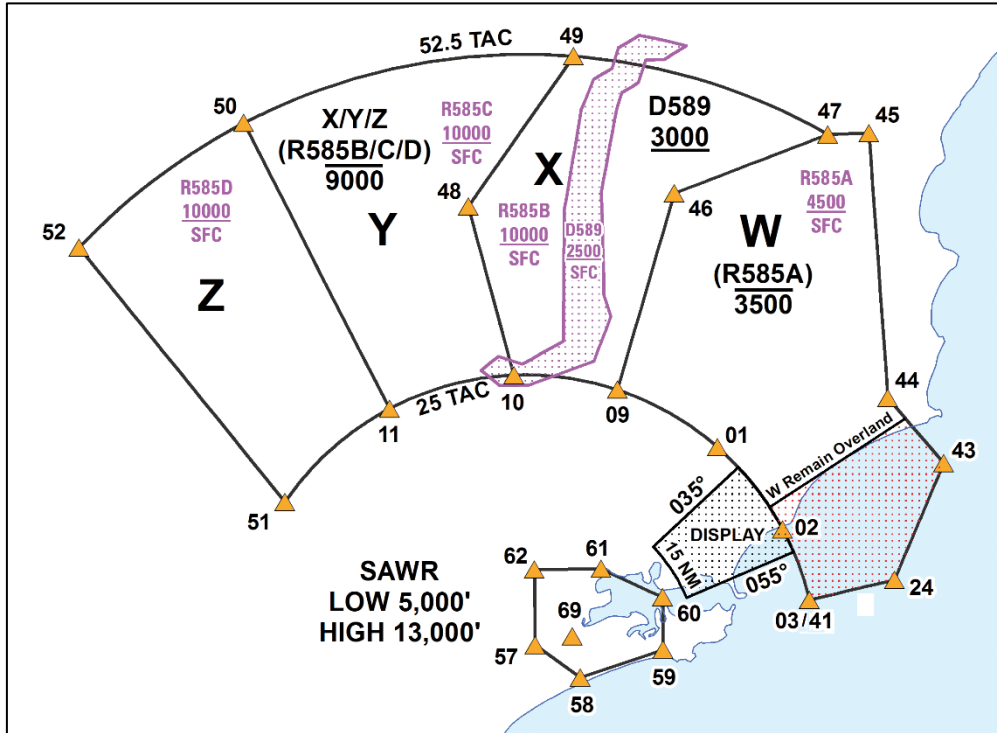 52.5 TAC
49
50
X/Y/Z
(R585B/C/D)
9000
R585C
10000
SFC
D589
3000
47
45
R585D
10000
SFC
48
X
46
R585A
4500
SFC
52
Y
R585B
10000
SFC
D589
2500
SFC
W
(R585A)
3500
Z
25 TAC
10
09
44
11
01
43
W Remain Overland
51
035°
DISPLAY
02
15 NM
055°
SAWR
LOW 5,000'
HIGH 13,000'
62
61
60
24
03/41
69
57
59
58